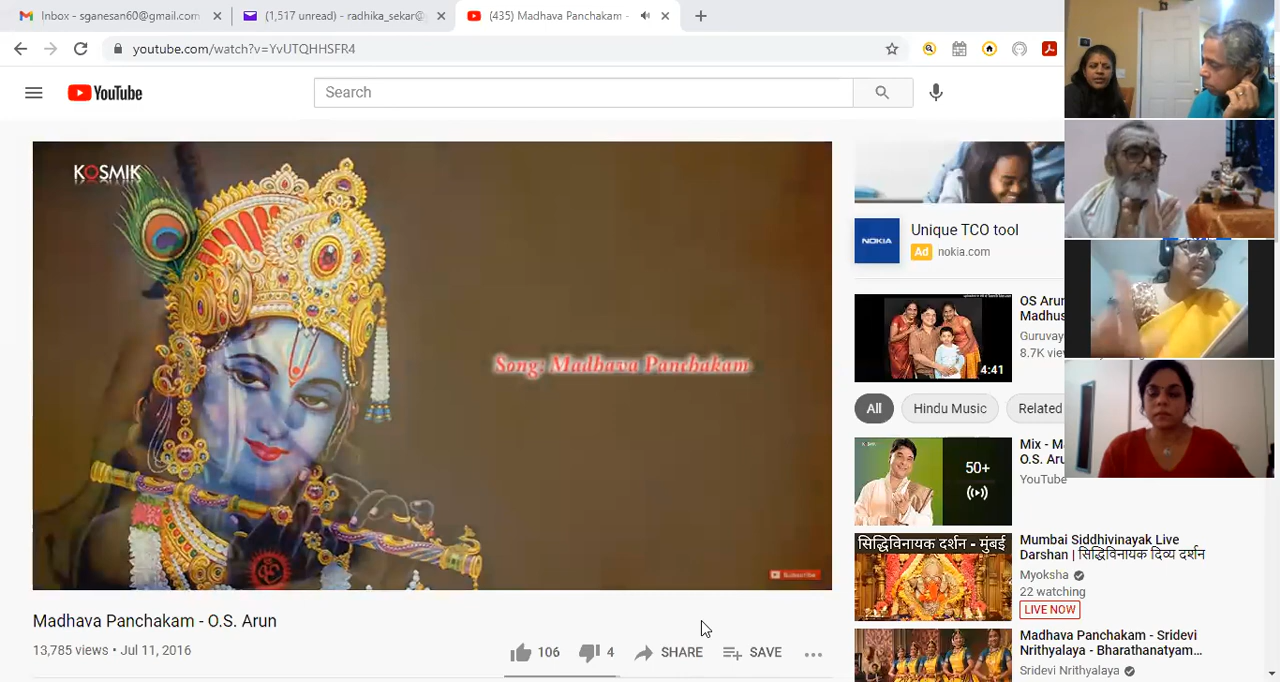 Inbox - sganesan60@gmail.com
(1,517 unread) - radhika_sekar@
(435) Madhava Panchakam -
youtube.com/watch?v=YvUTQHHSFR4
YouTube
Search
KOSMIK
Song: Madhava Panchakam
Subscribe
Madhava Panchakam - O.S. Arun
13,785 views • Jul 11, 2016
106
4
SHARE
SAVE
NOKIA
Unique TCO tool
Ad nokia.com
OS Arun
Madhus
Guruvay
8.7K view
4:41
All
Hindu Music
Related
50+
Mix - M
O.S. Aru
YouTube
सिद्धिविनायक दर्शन - मुंबई
Mumbai Siddhivinayak Live
Darshan | सिद्धिविनायक दिव्य दर्शन
Myoksha
22 watching
LIVE NOW
Madhava Panchakam - Sridevi
Nrithyalaya - Bharathanatyam...
Sridevi Nrithyalaya